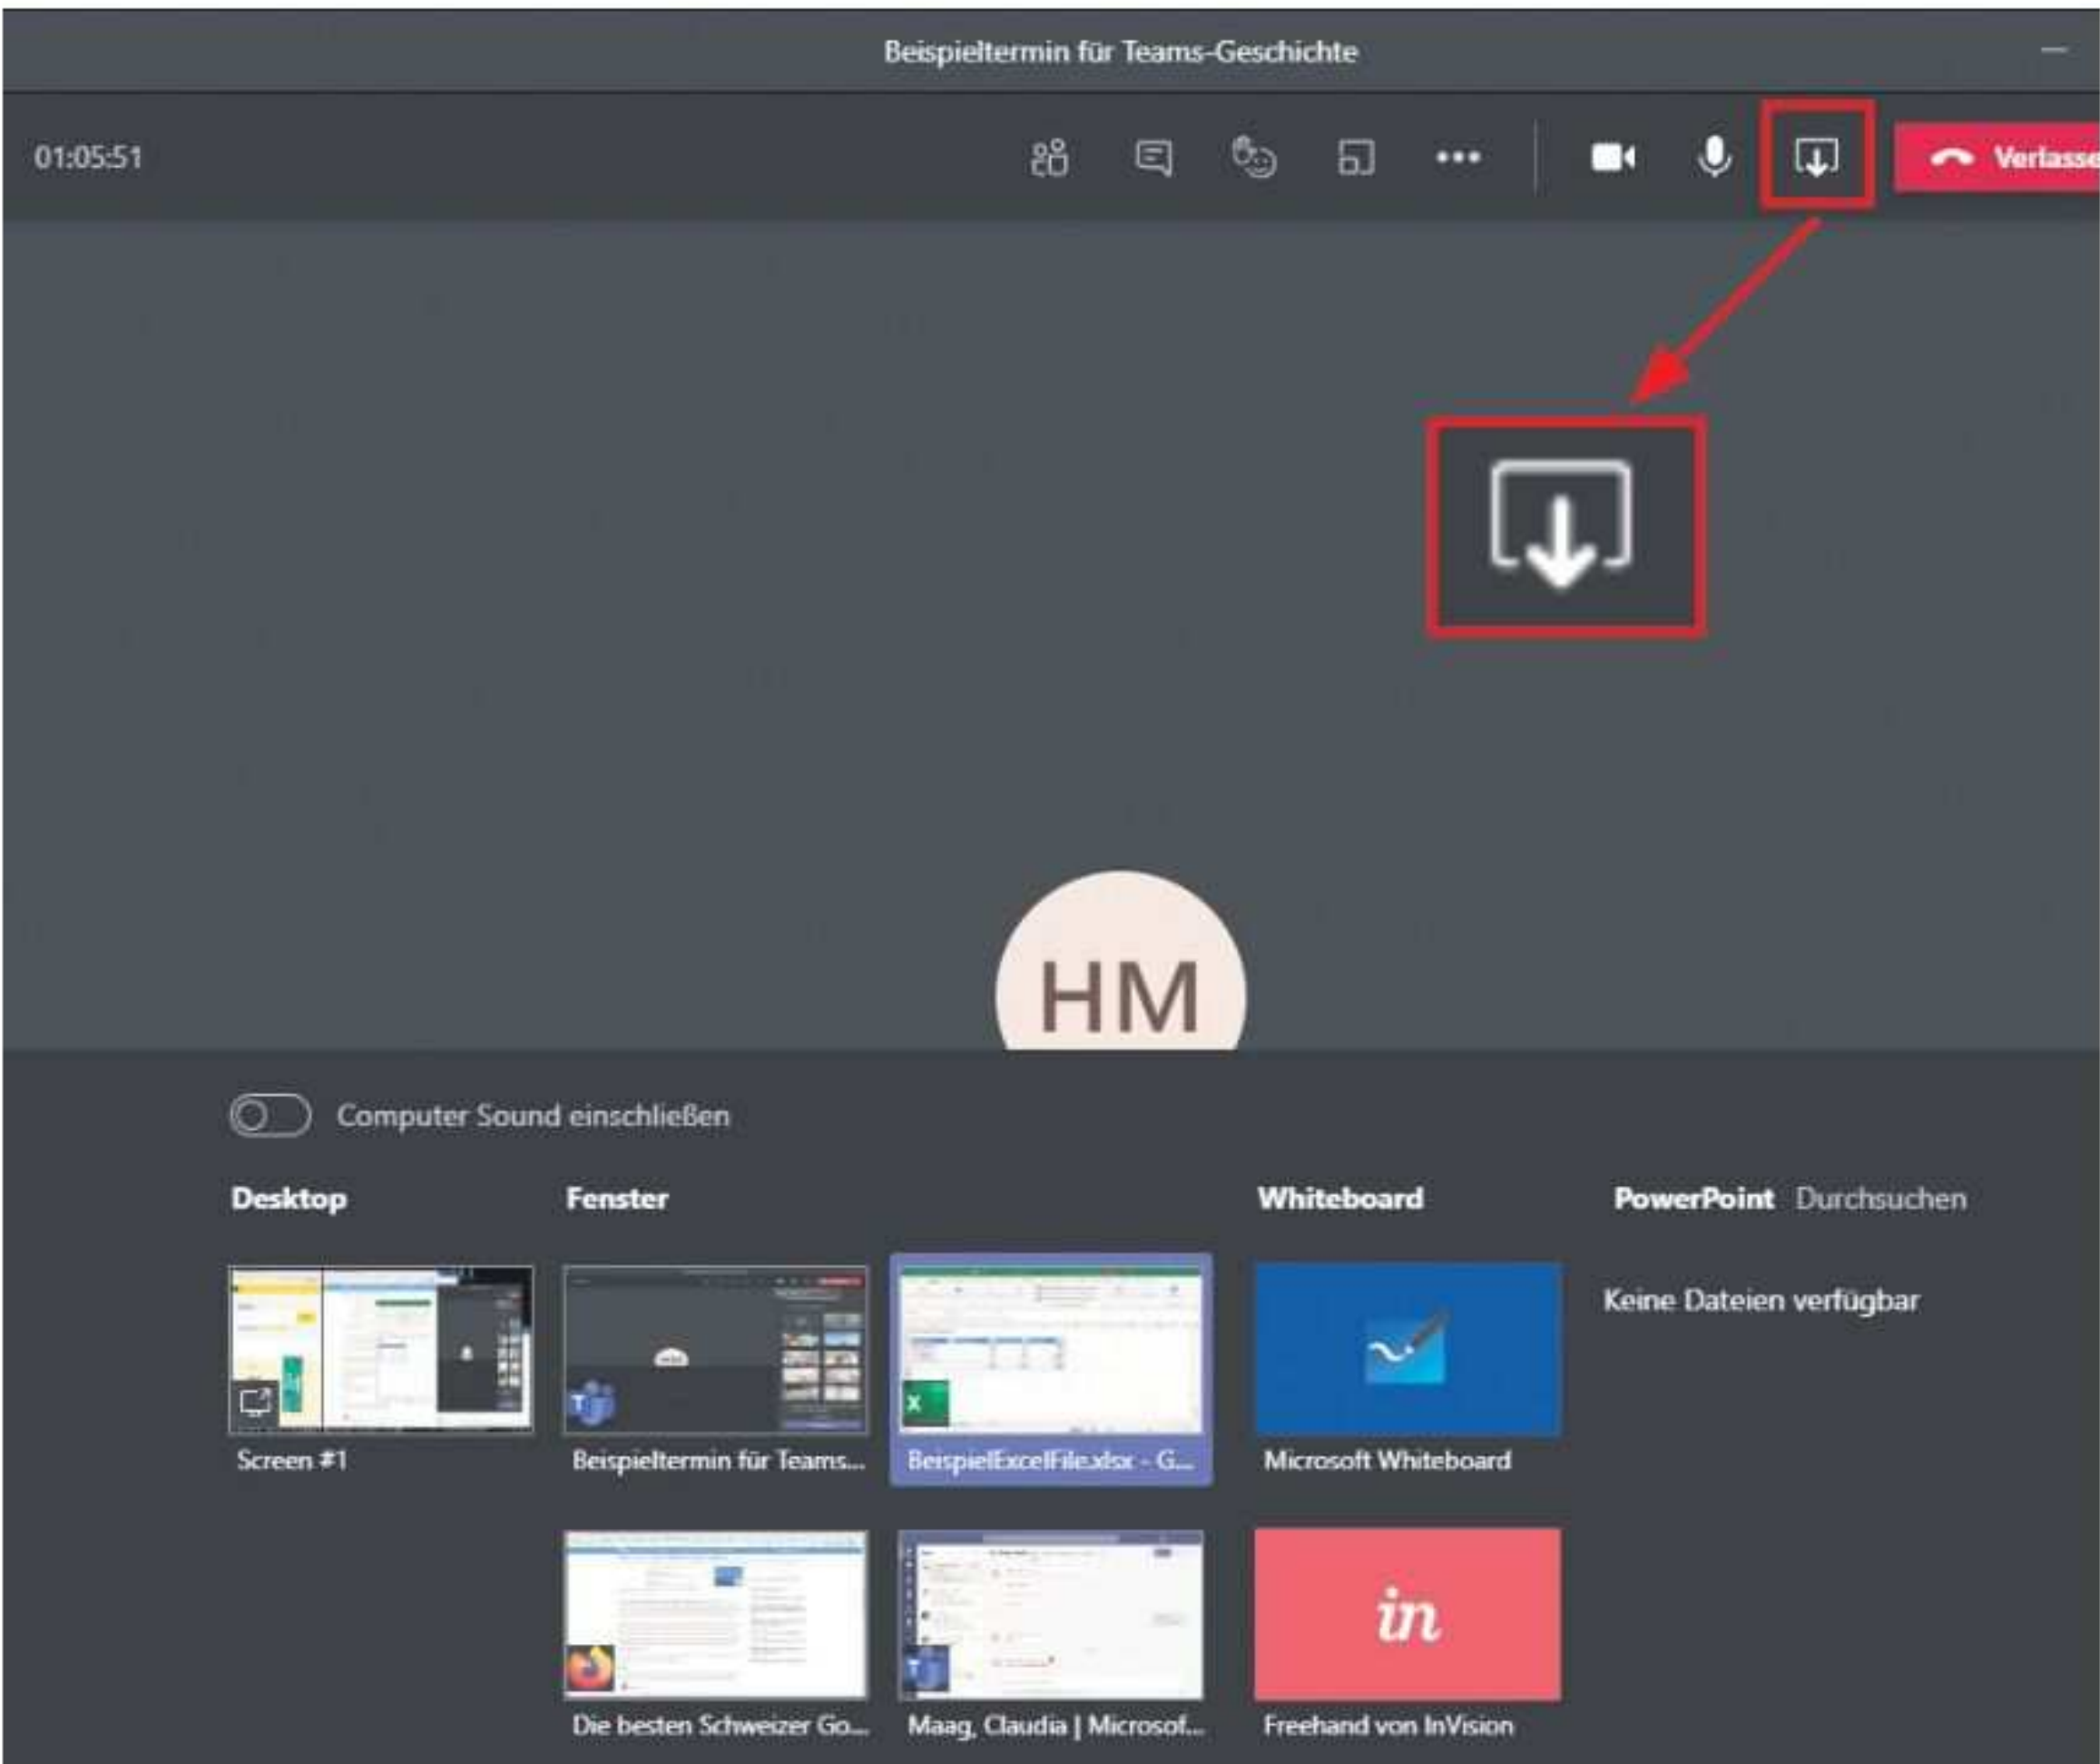 Beispieltermin für Teams-Geschichte
01:05:51
Verlasse
HM
Computer Sound einschließen
Desktop
Fenster
Whiteboard
PowerPoint Durchsuchen
Keine Dateien verfügbar
Screen #1
Beispieltermin für Teams...
BeispielExcelFile.xlsx - G...
Microsoft Whiteboard
in
Die besten Schweizer Go...
Maag, Claudia | Microsof...
Freehand von InVision